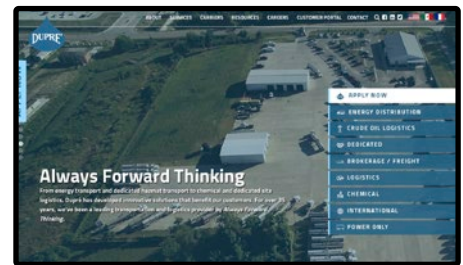 ABOUT SERVICES CARRIERS RESOURCES CAREERS CUSTOMER PORTAL CONTACT
DUPRÉ
APPLY NOW
ENERGY DISTRIBUTION
CRUDE OIL LOGISTICS
DEDICATED
BROKERAGE / FREIGHT
LOGISTICS
CHEMICAL
INTERNATIONAL
POWER ONLY
Always Forward Thinking
From energy transport and dedicated hazmat transport to chemical and dedicated site
logistics, Dupré has developed innovative solutions that benefit our customers. For over 35
years, we've been a leading transportation and logistics provider by Always Forward
Thinking.